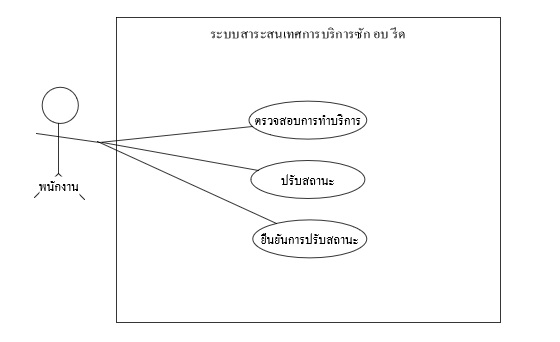 ระบบสาระสนเทศการบริการซัก อบ รีด
ตรวจสอบการทำบริการ
ปรับสถานะ
พนักงาน
ยืนยันการปรับสถานะ